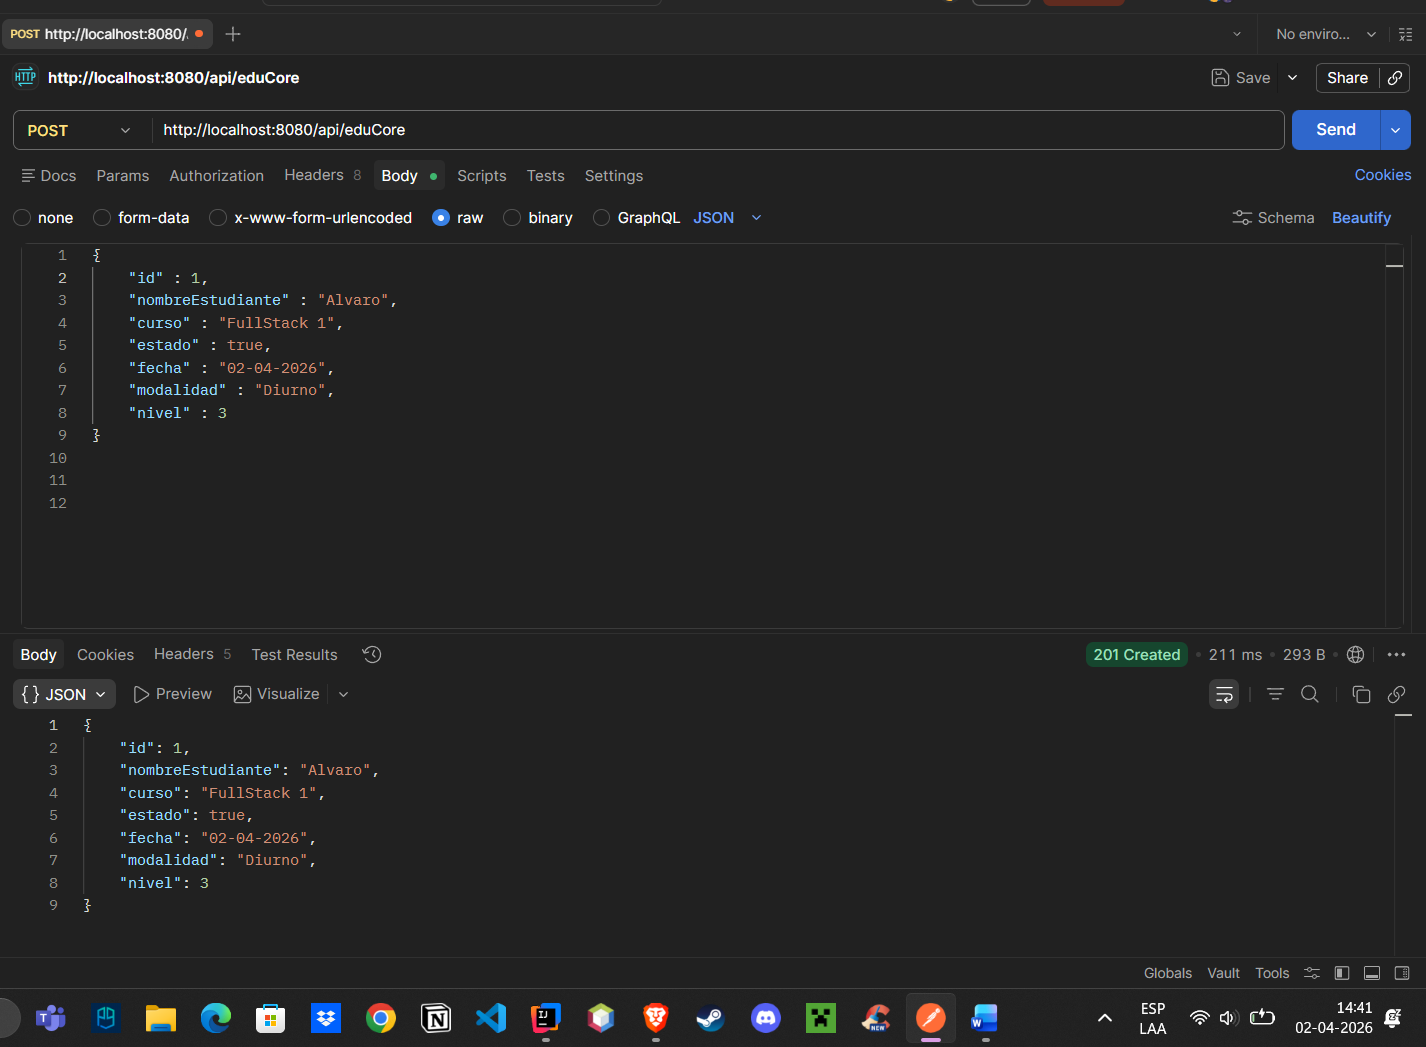 POST http://localhost:8080/.
No enviro...
HTTP http://localhost:8080/api/eduCore
Save
Share
POST
http://localhost:8080/api/eduCore
Send
Docs Params Authorization Headers 8 Body Scripts Tests Settings
Cookies
none form-data x-www-form-urlencoded raw binary GraphQL JSON
Schema Beautify
1 {
2 "id" : 1,
3 "nombreEstudiante" : "Alvaro",
4 "curso" : "FullStack 1",
5 "estado" : true,
6 "fecha" : "02-04-2026",
7 "modalidad" : "Diurno",
8 "nivel" : 3
9 }
10
11
12
Body Cookies Headers 5 Test Results
201 Created 211 ms 293 B
{} JSON Preview Visualize
1 {
2 "id": 1,
3 "nombreEstudiante": "Alvaro",
4 "curso": "FullStack 1",
5 "estado": true,
6 "fecha": "02-04-2026",
7 "modalidad": "Diurno",
8 "nivel": 3
9 }
Globals Vault Tools
ESP
LAA
14:41
02-04-2026